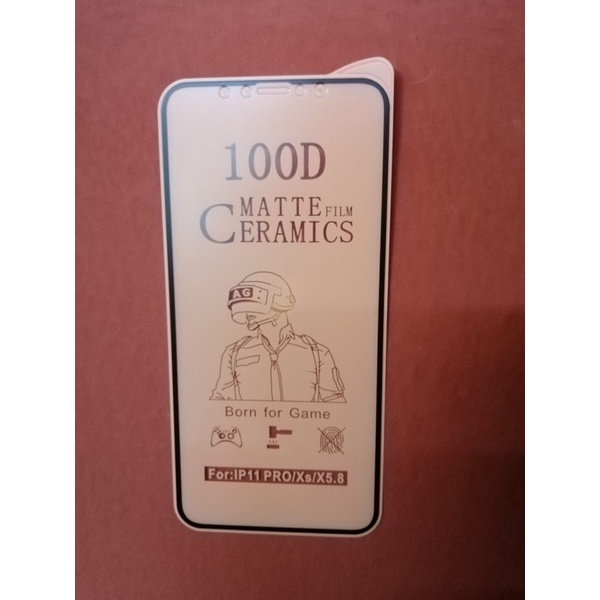 100D
MATTE FILM
CERAMICS
AG
Born for Game
For:IP11 PRO/Xs/X5.8